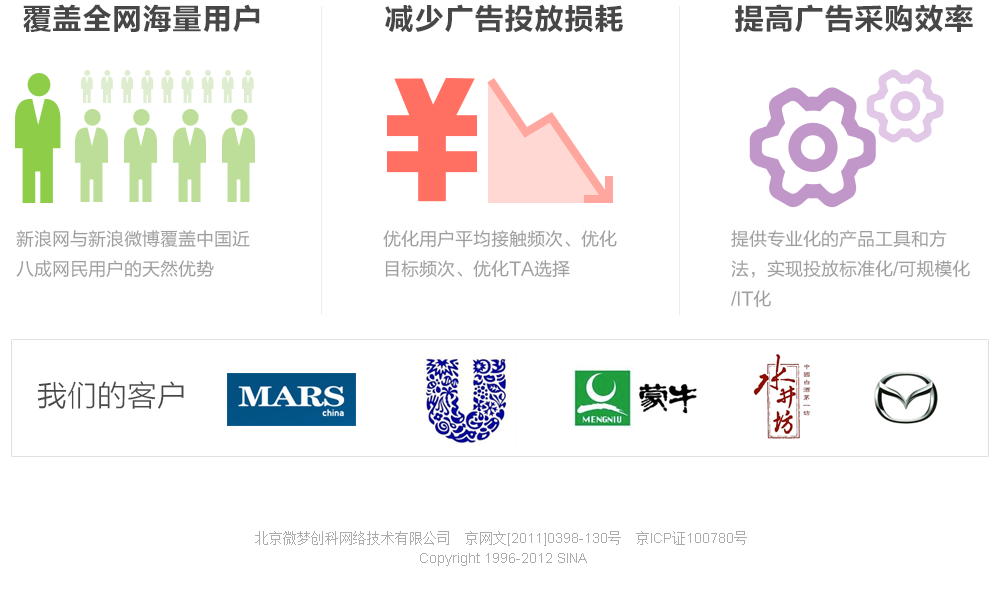 覆盖全网海量用户
减少广告投放损耗
提高广告采购效率
新浪网与新浪微博覆盖中国近
八成网民用户的天然优势
优化用户平均接触频次、优化
目标频次、优化TA选择
提供专业化的产品工具和方
法，实现投放标准化/可规模化
/IT化
我们的客户
MARS
china
MENGNIU
蒙牛
水井坊
中國白酒第一坊
北京微梦创科网络技术有限公司 京网文[2011]0398-130号 京ICP证100780号
Copyright 1996-2012 SINA